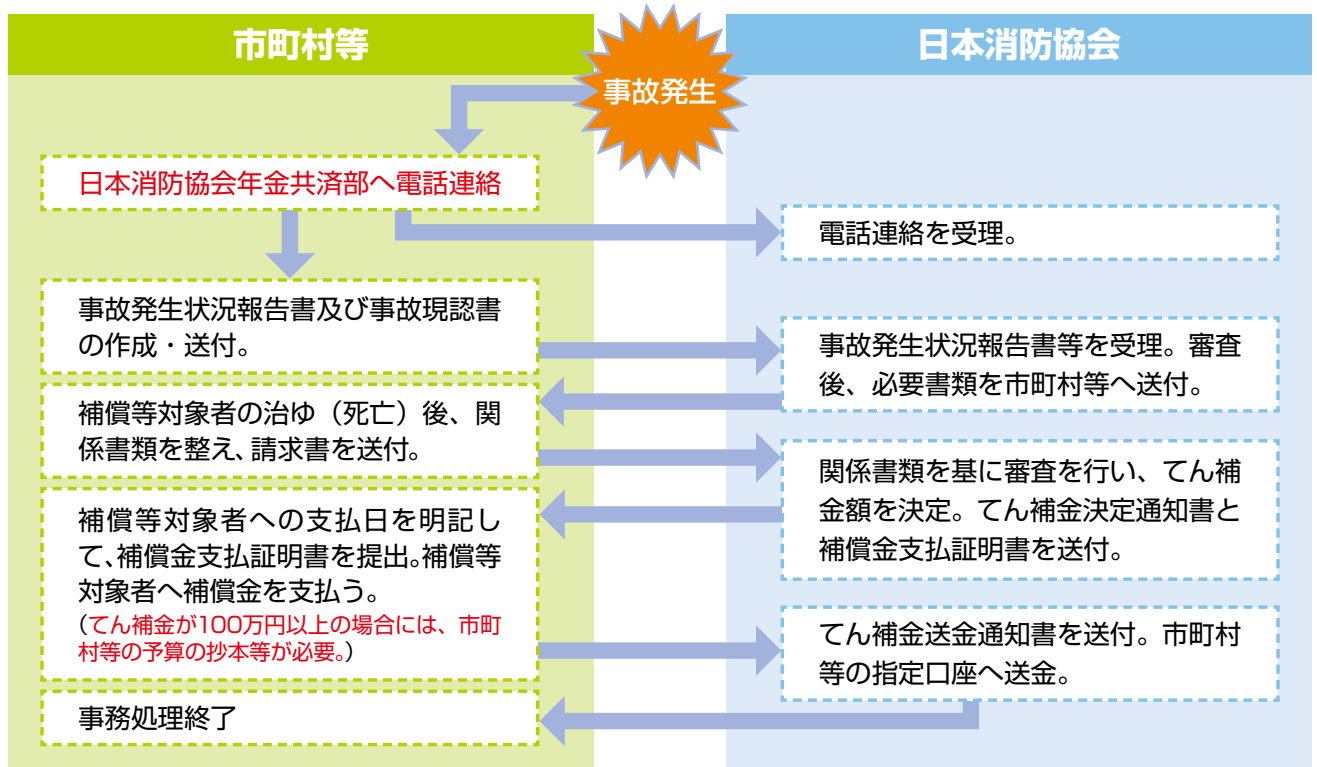 市町村等
事故発生
日本消防協会
日本消防協会年金共済部へ電話連絡
電話連絡を受理。
事故発生状況報告書及び事故現認書
の作成・送付。
事故発生状況報告書等を受理。審査
後、必要書類を市町村等へ送付。
補償等対象者の治ゆ（死亡）後、関
係書類を整え、請求書を送付。
関係書類を基に審査を行い、てん補
金額を決定。てん補金決定通知書と
補償金支払証明書を送付。
補償等対象者への支払日を明記し
て、補償金支払証明書を提出。補償等
対象者へ補償金を支払う。
（てん補金が100万円以上の場合には、市町
村等の予算の抄本等が必要。）
てん補金送金通知書を送付。市町村
等の指定口座へ送金。
事務処理終了